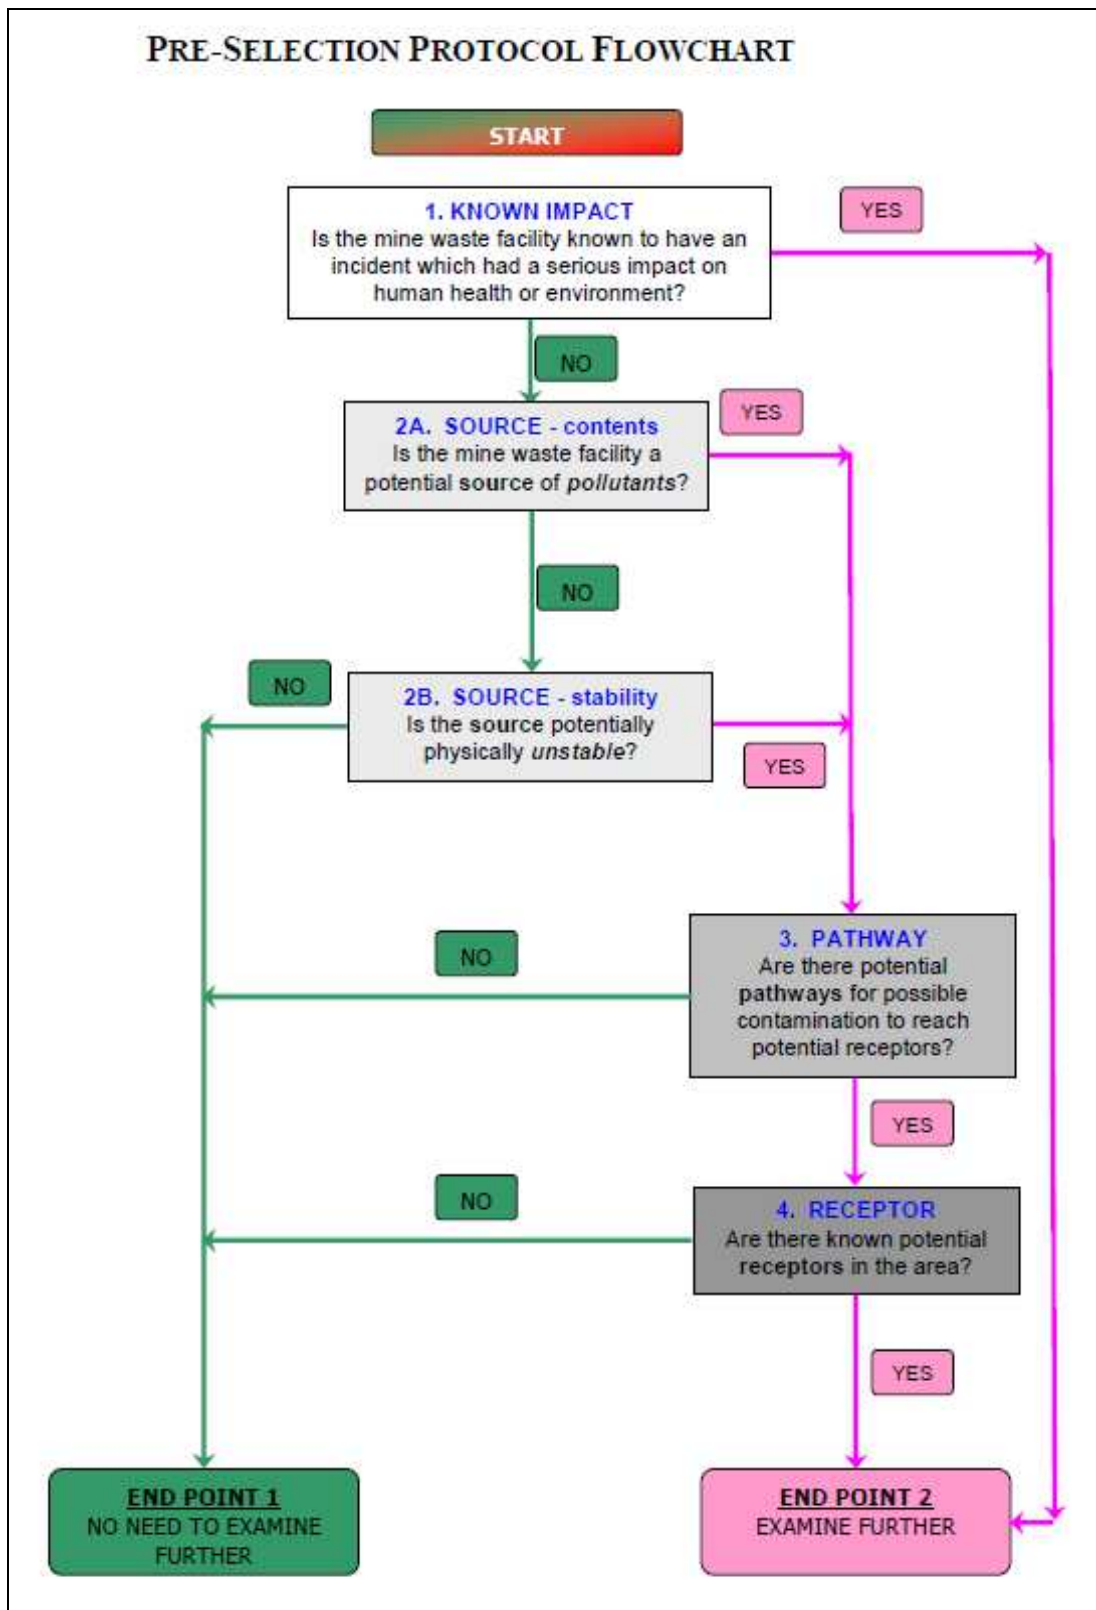 PRE-SELECTION PROTOCOL FLOWCHART
START
1. KNOWN IMPACT
Is the mine waste facility known to have an
incident which had a serious impact on
human health or environment?
YES
NO
2A. SOURCE - contents
Is the mine waste facility a
potential source of pollutants?
YES
NO
2B. SOURCE - stability
Is the source potentially
physically unstable?
NO
YES
3. PATHWAY
Are there potential
pathways for possible
contamination to reach
potential receptors?
NO
YES
4. RECEPTOR
Are there known potential
receptors in the area?
NO
YES
END POINT 1
NO NEED TO EXAMINE
FURTHER
END POINT 2
EXAMINE FURTHER